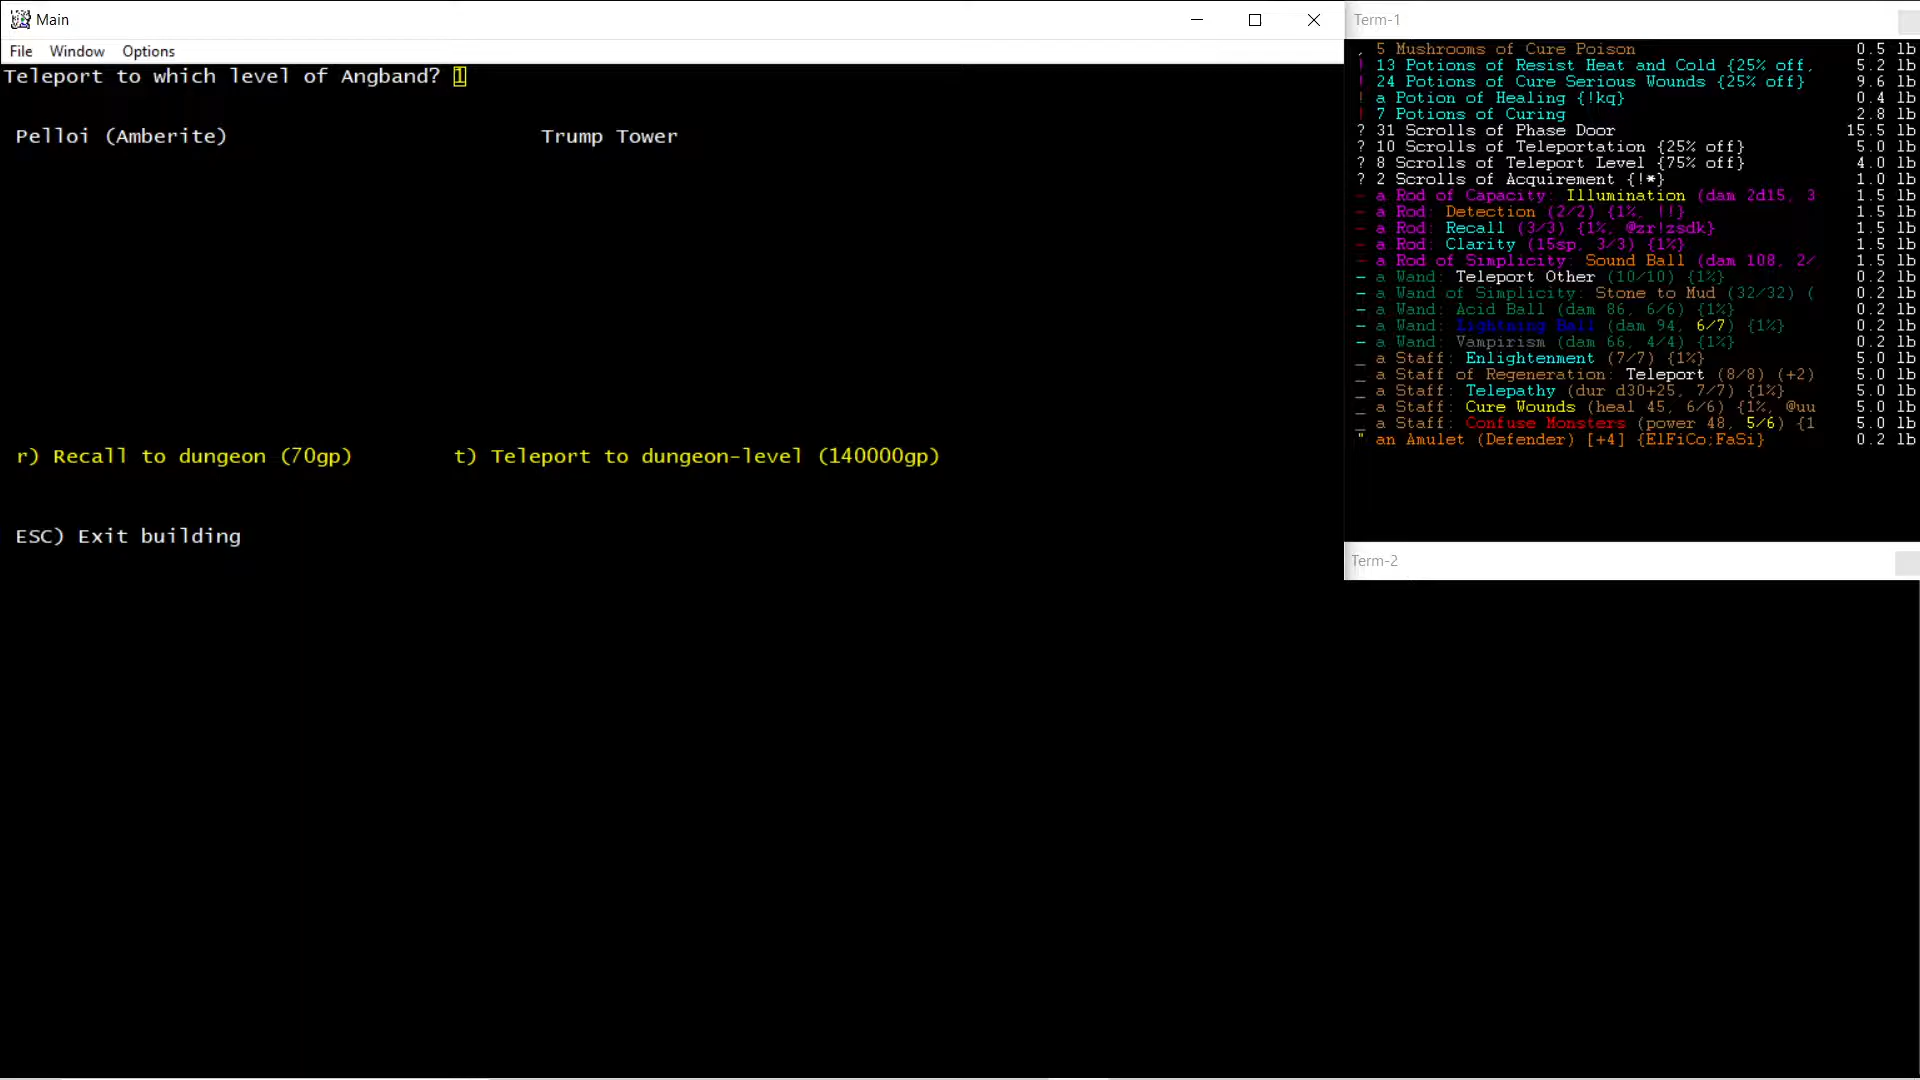 Main
File Window Options
Teleport to which level of Angband? 1
Pelloi (Amberite) Trump Tower
r) Recall to dungeon (70gp) t) Teleport to dungeon-level (140000gp)
ESC) Exit building
Term-1
, 5 Mushrooms of Cure Poison 0.5 lb
! 13 Potions of Resist Heat and Cold {25% off, 5.2 lb
! 24 Potions of Cure Serious Wounds {25% off} 9.6 lb
! a Potion of Healing {!kq} 0.4 lb
! 7 Potions of Curing 2.8 lb
? 31 Scrolls of Phase Door 15.5 lb
? 10 Scrolls of Teleportation {25% off} 5.0 lb
? 8 Scrolls of Teleport Level {75% off} 4.0 lb
? 2 Scrolls of Acquirement {!*} 1.0 lb
- a Rod of Capacity: Illumination (dam 2d15, 3 1.5 lb
- a Rod: Detection (2/2) {1%, !!} 1.5 lb
- a Rod: Recall (3/3) {1%, @zr!zsdk} 1.5 lb
- a Rod: Clarity (15sp, 3/3) {1%} 1.5 lb
- a Rod of Simplicity: Sound Ball (dam 108, 2/ 1.5 lb
- a Wand: Teleport Other (10/10) {1%} 0.2 lb
- a Wand of Simplicity: Stone to Mud (32/32) ( 0.2 lb
- a Wand: Acid Ball (dam 86, 6/6) {1%} 0.2 lb
- a Wand: Lightning Ball (dam 94, 6/7) {1%} 0.2 lb
- a Wand: Vampirism (dam 66, 4/4) {1%} 0.2 lb
_ a Staff: Enlightenment (7/7) {1%} 5.0 lb
_ a Staff of Regeneration: Teleport (8/8) (+2) 5.0 lb
_ a Staff: Telepathy (dur d30+25, 7/7) {1%} 5.0 lb
_ a Staff: Cure Wounds (heal 45, 6/6) {1%, @uu 5.0 lb
_ a Staff: Confuse Monsters (power 48, 5/6) {1 5.0 lb
" an Amulet (Defender) [+4] {ElFiCo;FaSi} 0.2 lb
Term-2